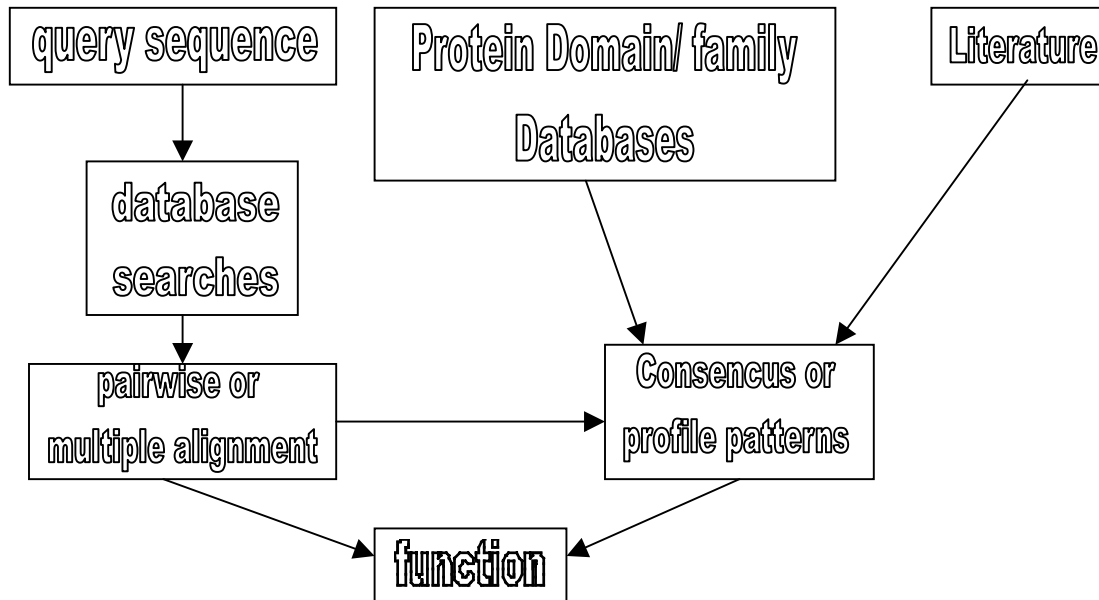 query sequence
Protein Domain/ family
Databases
Literature
database
searches
pairwise or
multiple alignment
Consencus or
profile patterns
function